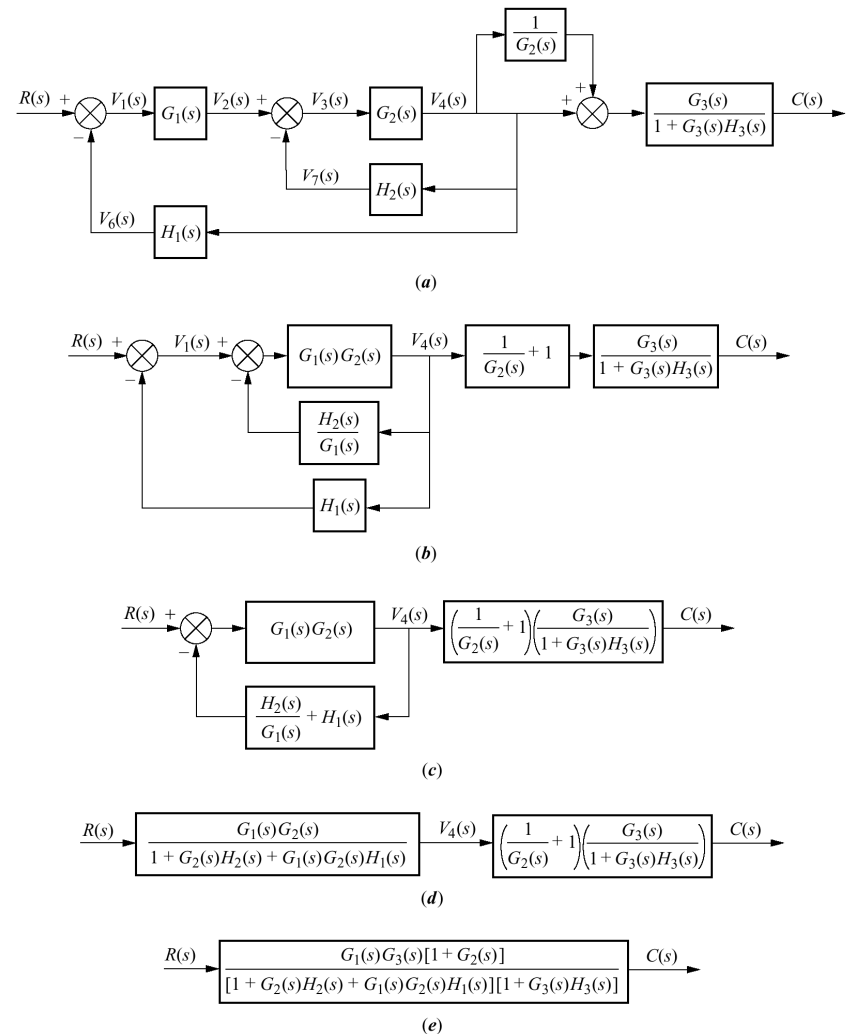 1
G2(s)
R(s) + V1(s) G1(s) V2(s) + V3(s) G2(s) V4(s) + + G3(s) C(s)
1 + G3(s)H3(s)
− −
V7(s) H2(s)
V6(s) H1(s)
(a)
R(s) + V1(s) + G1(s)G2(s) V4(s) 1 + 1 G3(s) C(s)
G2(s) 1 + G3(s)H3(s)
− −
H2(s)
G1(s)
H1(s)
(b)
R(s) + G1(s)G2(s) V4(s) (1 + 1)(G3(s)) C(s)
G2(s) 1 + G3(s)H3(s)
−
H2(s) + H1(s)
G1(s)
(c)
R(s) G1(s)G2(s) V4(s) (1 + 1)(G3(s)) C(s)
1 + G2(s)H2(s) + G1(s)G2(s)H1(s) G2(s) 1 + G3(s)H3(s)
(d)
R(s) G1(s)G3(s)[1 + G2(s)] C(s)
[1 + G2(s)H2(s) + G1(s)G2(s)H1(s)][1 + G3(s)H3(s)]
(e)